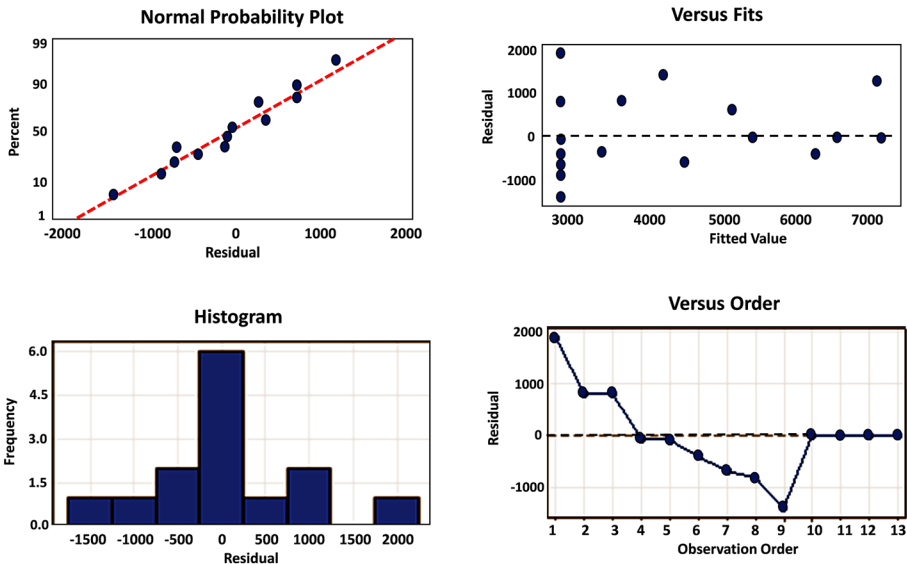 Normal Probability Plot
99
90
50
10
1
Percent
-2000 -1000 0 1000 2000
Residual
Versus Fits
2000
1000
0
-1000
Residual
3000 4000 5000 6000 7000
Fitted Value
Histogram
6.0
4.5
3.0
1.5
0.0
Frequency
-1500 -1000 -500 0 500 1000 1500 2000
Residual
Versus Order
2000
1000
0
-1000
Residual
1 2 3 4 5 6 7 8 9 10 11 12 13
Observation Order